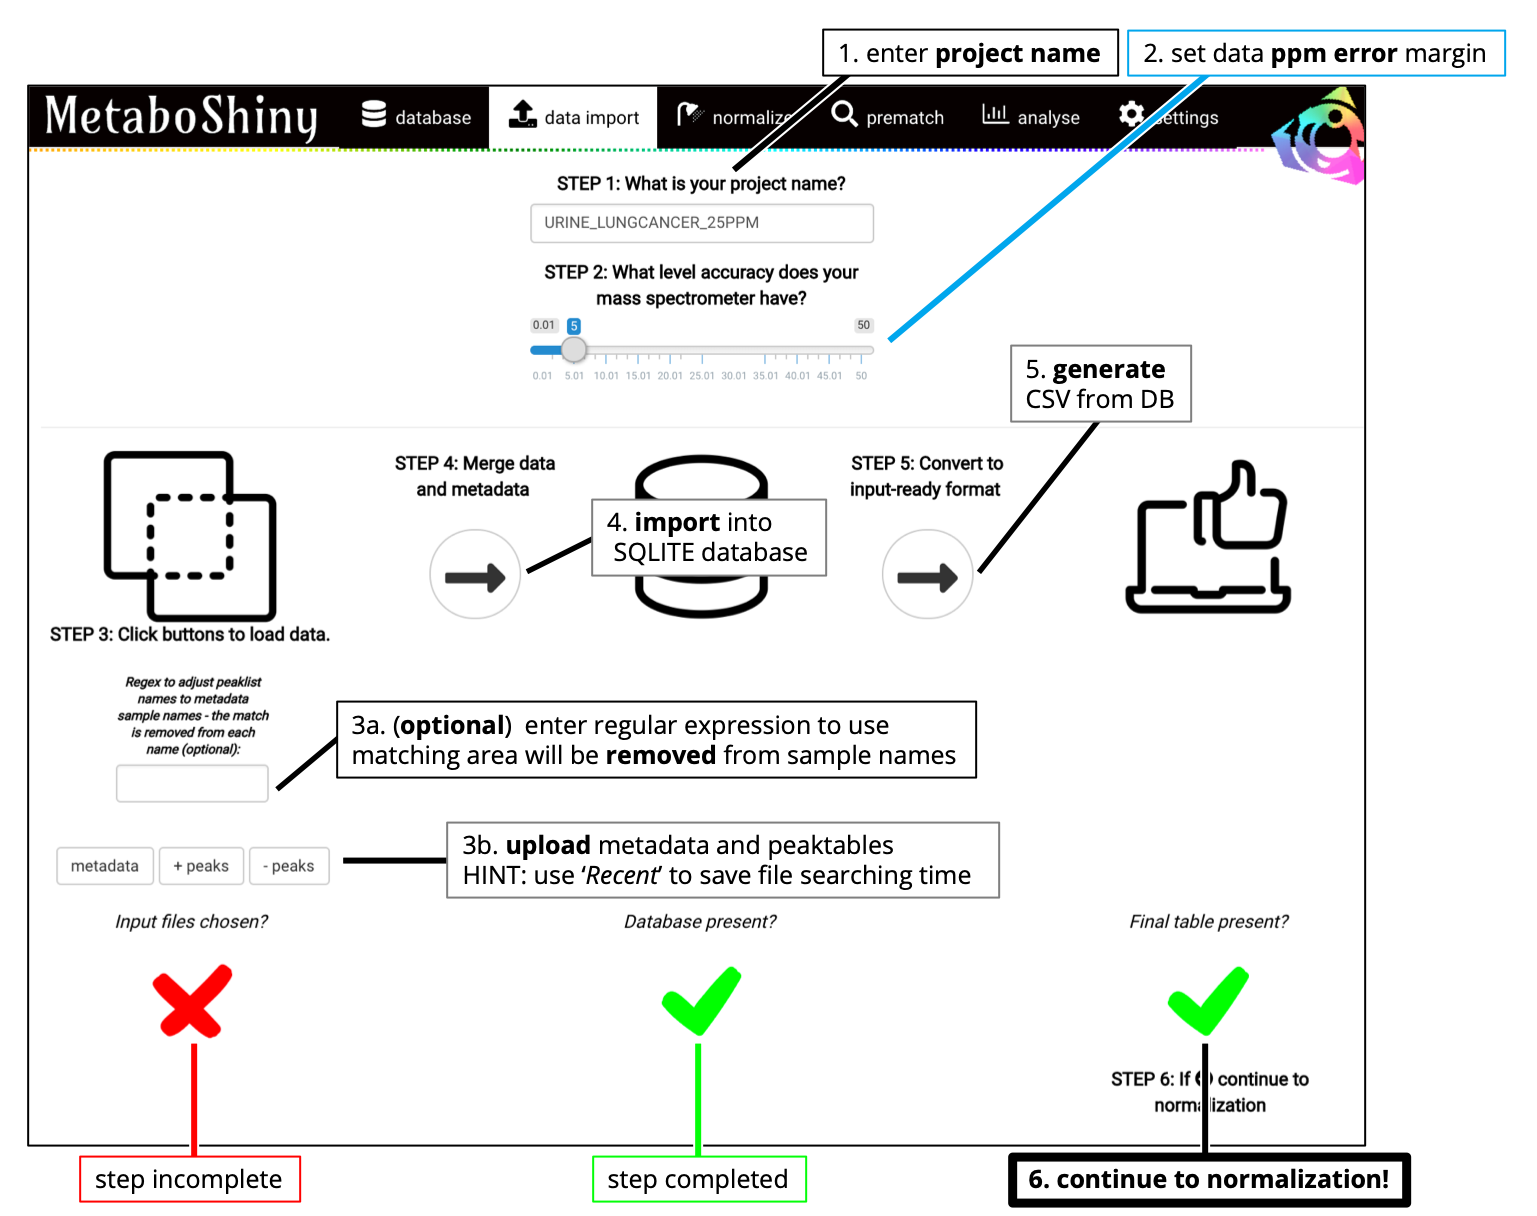 1. enter project name
2. set data ppm error margin
MetaboShiny
database
data import
normalize
prematch
analyse
settings
STEP 1: What is your project name?
URINE_LUNGCANCER_25PPM
STEP 2: What level accuracy does your
mass spectrometer have?
0.01
5
50
0.01 5.01 10.01 15.01 20.01 25.01 30.01 35.01 40.01 45.01 50
5. generate
CSV from DB
STEP 4: Merge data
and metadata
STEP 5: Convert to
input-ready format
4. import into
SQLITE database
STEP 3: Click buttons to load data.
Regex to adjust peaklist
names to metadata
sample names - the match
is removed from each
name (optional):
3a. (optional) enter regular expression to use
matching area will be removed from sample names
3b. upload metadata and peaktables
HINT: use ‘Recent’ to save file searching time
metadata
+ peaks
- peaks
Input files chosen?
Database present?
Final table present?
STEP 6: If continue to
normalization
step incomplete
step completed
6. continue to normalization!